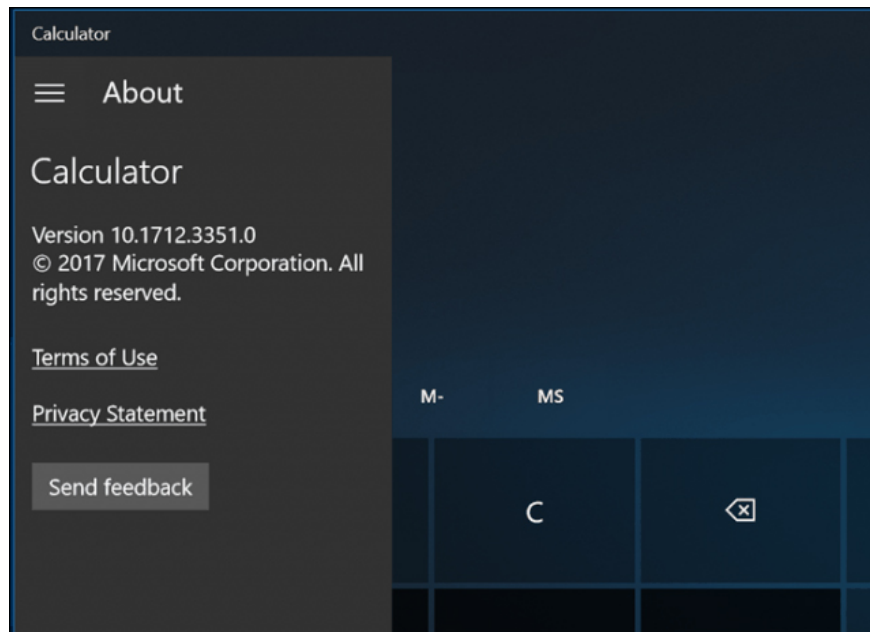 Calculator
About
Calculator
Version 10.1712.3351.0
© 2017 Microsoft Corporation. All
rights reserved.
Terms of Use
Privacy Statement
M-
MS
Send feedback
C